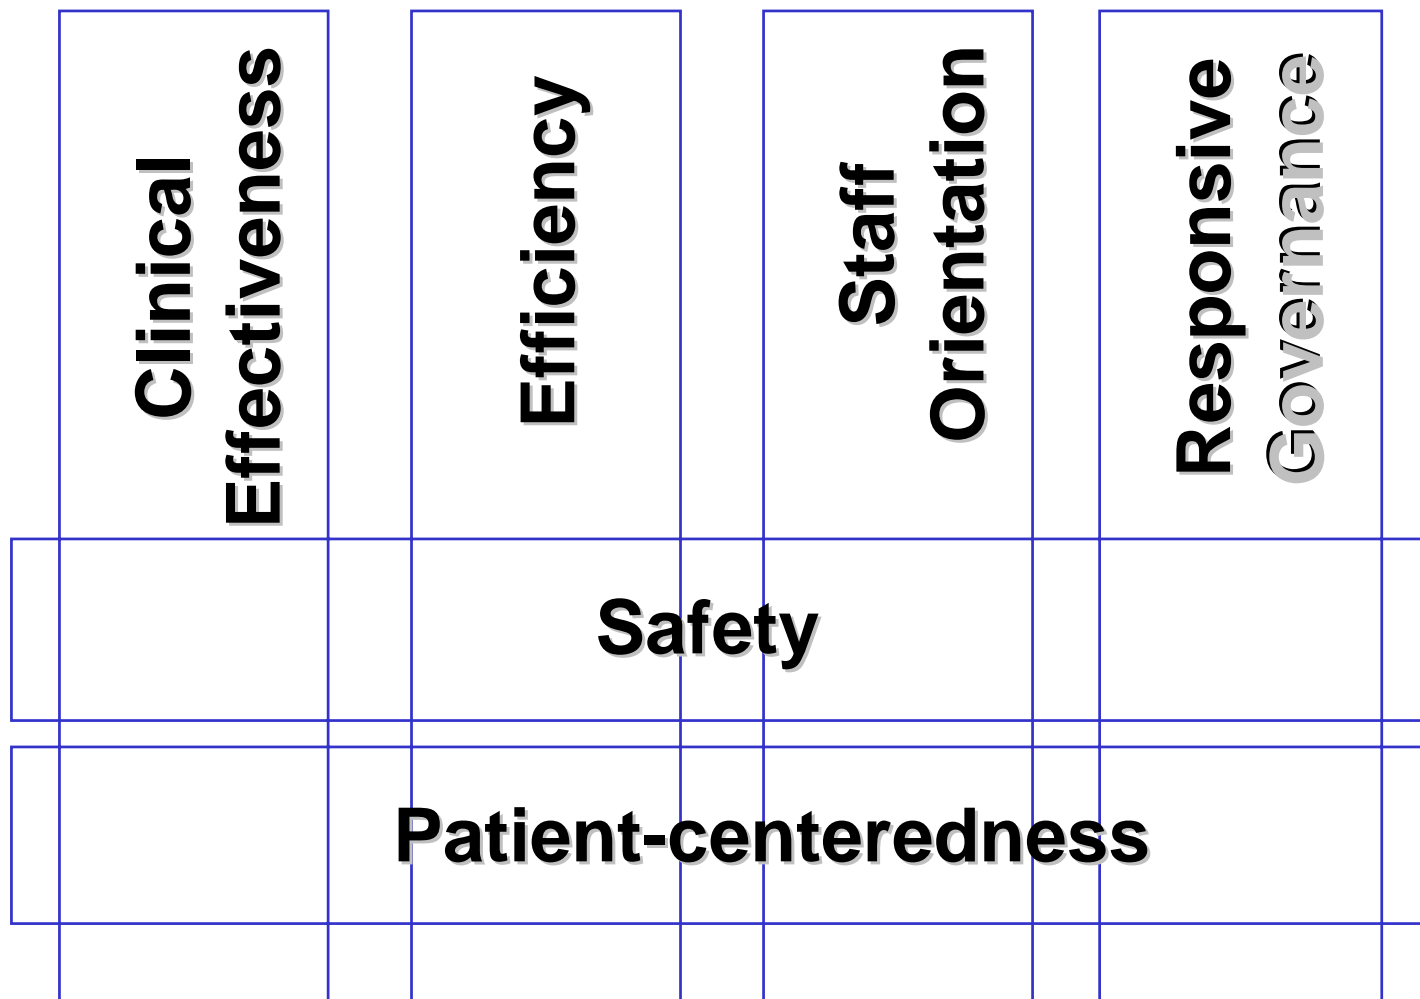 Clinical
Effectiveness
Efficiency
Staff
Orientation
Responsive
Governance
Safety
Patient-centeredness